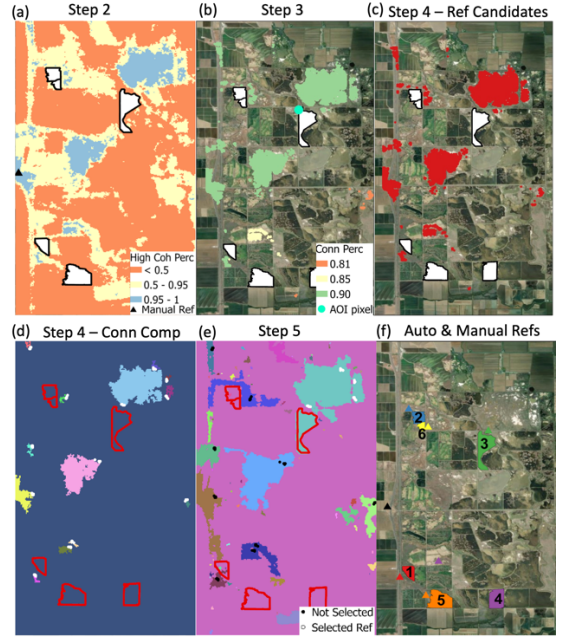 (a) Step 2
(b) Step 3
(c) Step 4 – Ref Candidates
High Coh Perc
< 0.5
0.5 - 0.95
0.95 - 1
Manual Ref
Conn Perc
0.81
0.85
0.90
AOI pixel
(d) Step 4 – Conn Comp
(e) Step 5
(f) Auto & Manual Refs
2
6
3
1
5
4
Not Selected
Selected Ref